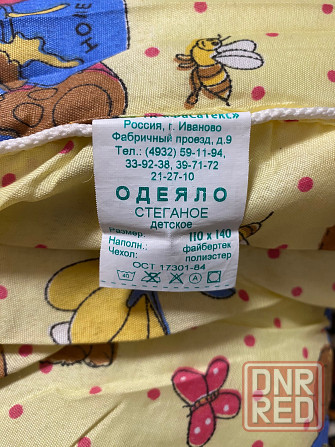 HONE
Россия, г. Иваново
Фабричный проезд, д.9
Тел.: (4932) 59-11-94,
33-92-38, 39-71-72
21-27-10
ОДЕЯЛО
СТЕГАНОЕ
детское
Размер: 110 х 140
Наполн.: файбертек
Чехол: полиэстер
ОСТ 17301-84
40
A
DNR
RED